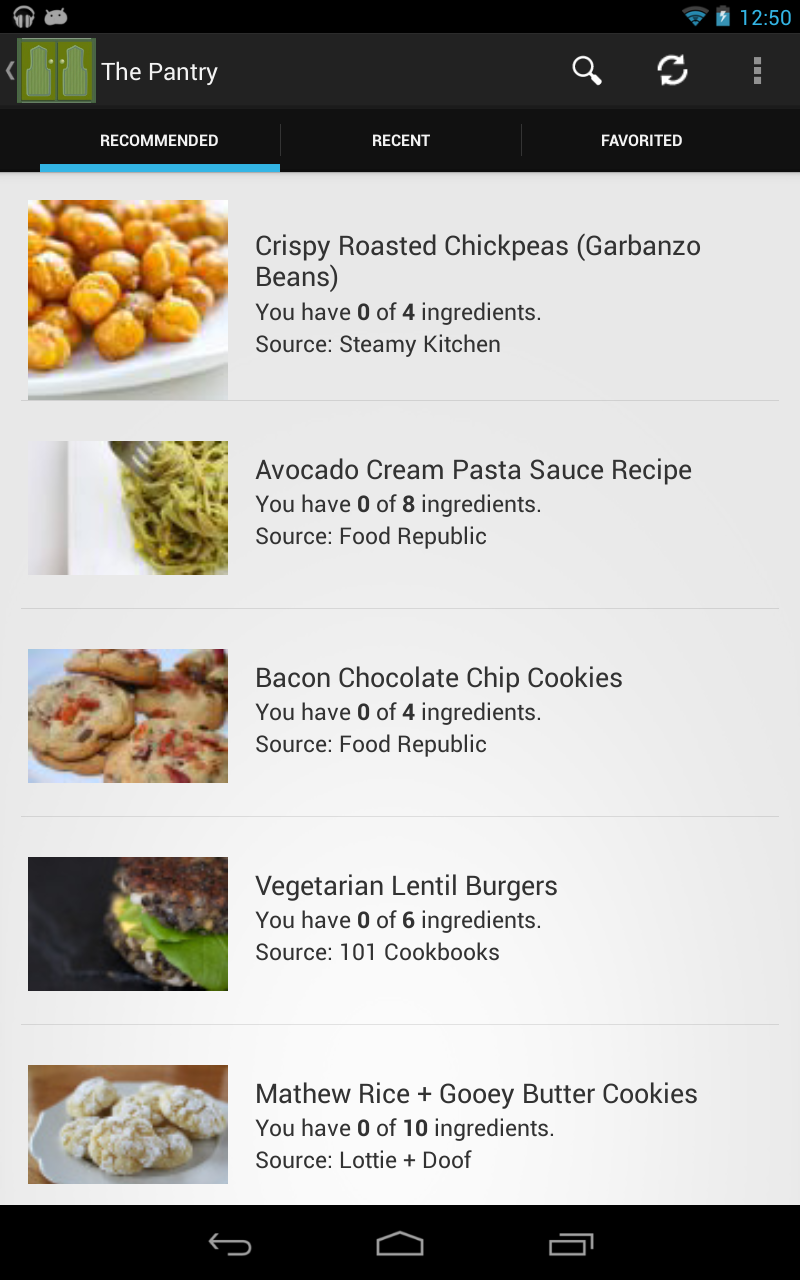 12:50
The Pantry
RECOMMENDED
RECENT
FAVORITED
Crispy Roasted Chickpeas (Garbanzo
Beans)
You have 0 of 4 ingredients.
Source: Steamy Kitchen
Avocado Cream Pasta Sauce Recipe
You have 0 of 8 ingredients.
Source: Food Republic
Bacon Chocolate Chip Cookies
You have 0 of 4 ingredients.
Source: Food Republic
Vegetarian Lentil Burgers
You have 0 of 6 ingredients.
Source: 101 Cookbooks
Mathew Rice + Gooey Butter Cookies
You have 0 of 10 ingredients.
Source: Lottie + Doof